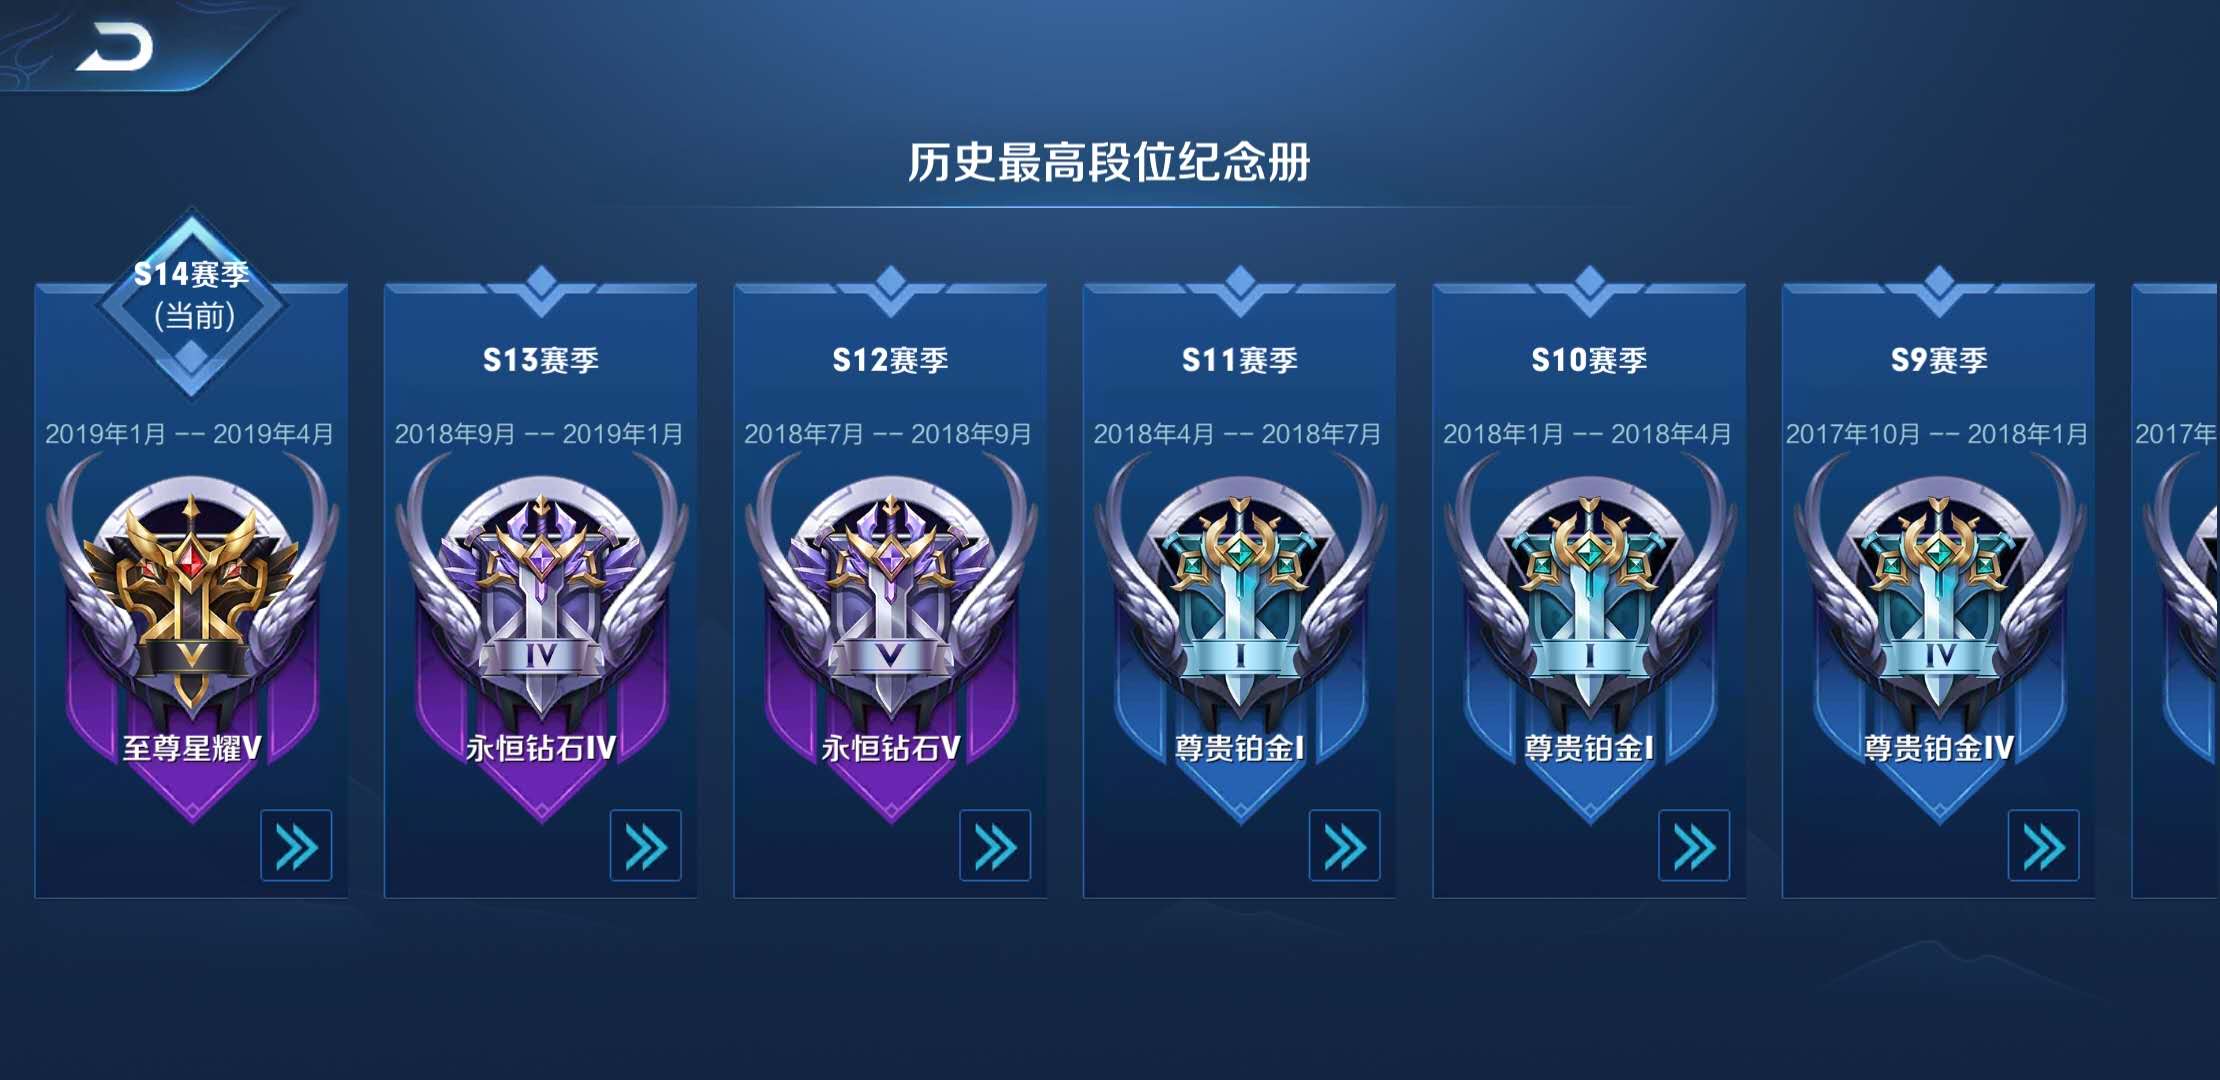 历史最高段位纪念册
S14赛季
(当前)
2019年1月 -- 2019年4月
V
至尊星耀V
S13赛季
2018年9月 -- 2019年1月
IV
永恒钻石IV
S12赛季
2018年7月 -- 2018年9月
V
永恒钻石V
S11赛季
2018年4月 -- 2018年7月
I
尊贵铂金I
S10赛季
2018年1月 -- 2018年4月
I
尊贵铂金I
S9赛季
2017年10月 -- 2018年1月
IV
尊贵铂金IV
2017年